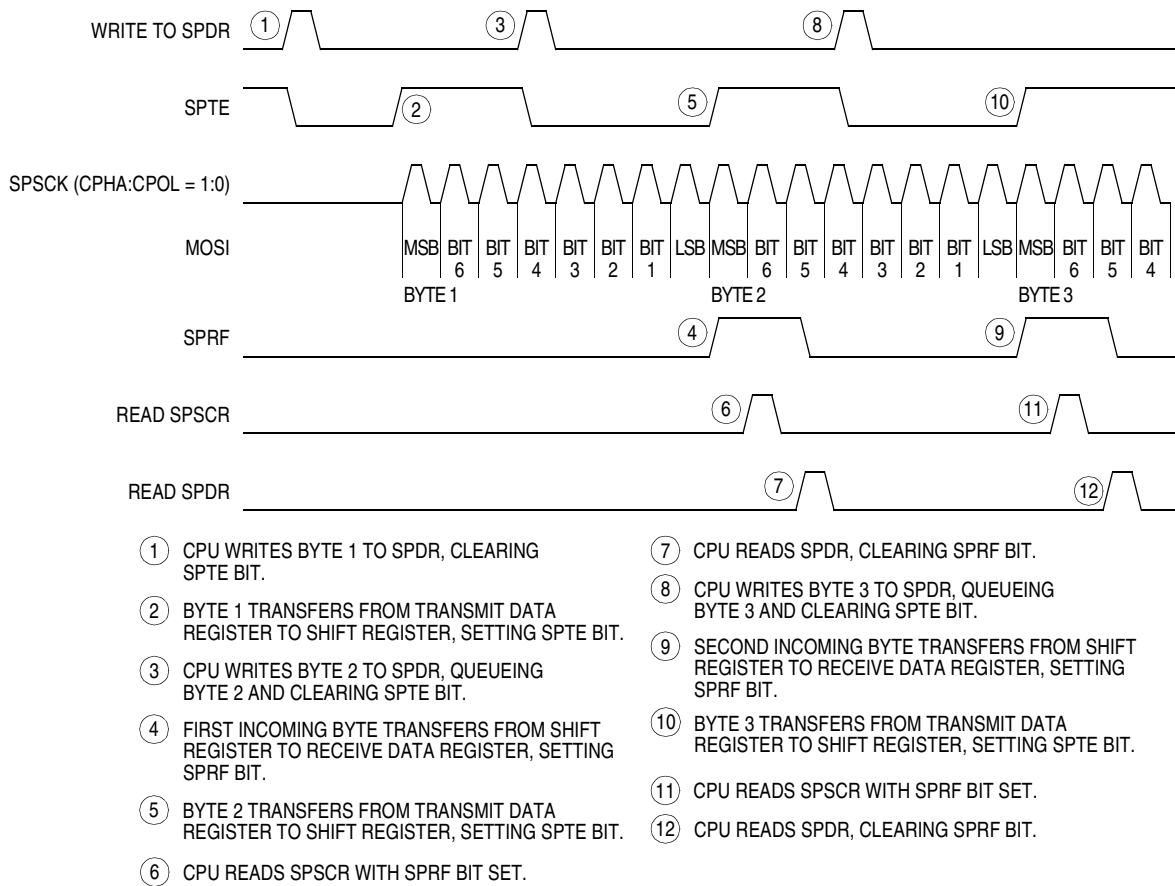 WRITE TO SPDR 1 3 8
SPTE 2 5 10
SPSCK (CPHA:CPOL = 1:0)
MOSI MSB BIT 6 BIT 5 BIT 4 BIT 3 BIT 2 BIT 1 LSB MSB BIT 6 BIT 5 BIT 4 BIT 3 BIT 2 BIT 1 LSB MSB BIT 6 BIT 5 BIT 4
BYTE 1 BYTE 2 BYTE 3
SPRF 4 9
READ SPSCR 6 11
READ SPDR 7 12
1 CPU WRITES BYTE 1 TO SPDR, CLEARING
SPTE BIT.
2 BYTE 1 TRANSFERS FROM TRANSMIT DATA
REGISTER TO SHIFT REGISTER, SETTING SPTE BIT.
3 CPU WRITES BYTE 2 TO SPDR, QUEUEING
BYTE 2 AND CLEARING SPTE BIT.
4 FIRST INCOMING BYTE TRANSFERS FROM SHIFT
REGISTER TO RECEIVE DATA REGISTER, SETTING
SPRF BIT.
5 BYTE 2 TRANSFERS FROM TRANSMIT DATA
REGISTER TO SHIFT REGISTER, SETTING SPTE BIT.
6 CPU READS SPSCR WITH SPRF BIT SET.
7 CPU READS SPDR, CLEARING SPRF BIT.
8 CPU WRITES BYTE 3 TO SPDR, QUEUEING
BYTE 3 AND CLEARING SPTE BIT.
9 SECOND INCOMING BYTE TRANSFERS FROM SHIFT
REGISTER TO RECEIVE DATA REGISTER, SETTING
SPRF BIT.
10 BYTE 3 TRANSFERS FROM TRANSMIT DATA
REGISTER TO SHIFT REGISTER, SETTING SPTE BIT.
11 CPU READS SPSCR WITH SPRF BIT SET.
12 CPU READS SPDR, CLEARING SPRF BIT.